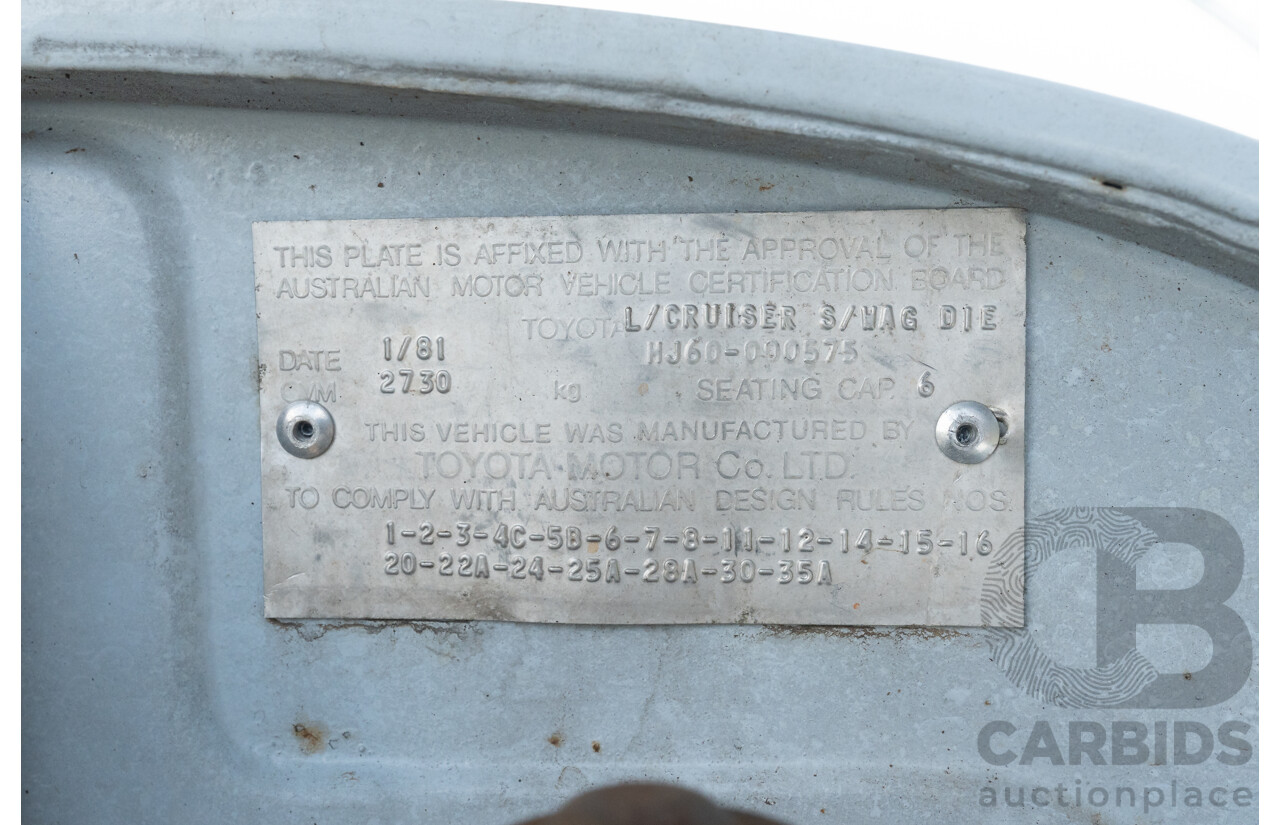 THIS PLATE IS AFFIXED WITH THE APPROVAL OF THE
AUSTRALIAN MOTOR VEHICLE CERTIFICATION BOARD
TOYOTA L/CRUISER S/WAG DIE
DATE 1/81 HJ60-000575
2730 kg SEATING CAP. 6
THIS VEHICLE WAS MANUFACTURED BY
TOYOTA MOTOR Co. LTD.
TO COMPLY WITH AUSTRALIAN DESIGN RULES NOS.
1-2-3-4C-5B-6-7-8-11-12-14-15-16
20-22A-24-25A-28A-30-35A
CB
CARBIDS
auctionplace